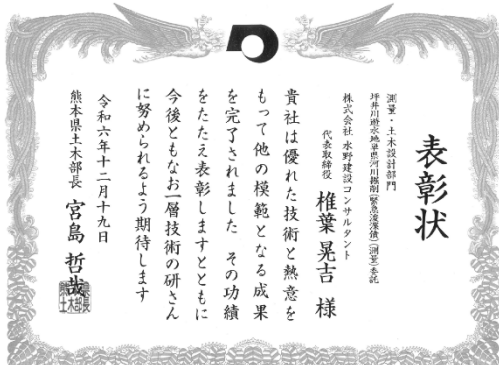 表彰状
測量・土木設計部門
坪井川遊水地単県河川掘削(緊急浚渫債)(測量)委託
株式会社 水野建設コンサルタント
代表取締役 椎葉 晃吉 様
貴社は優れた技術と熱意を
もって他の模範となる成果
を完了されました その功績
をたたえ表彰しますとともに
今後ともなお一層技術の研さん
に努められるよう期待します
令和六年十二月十九日
熊本県土木部長 宮島 哲哉